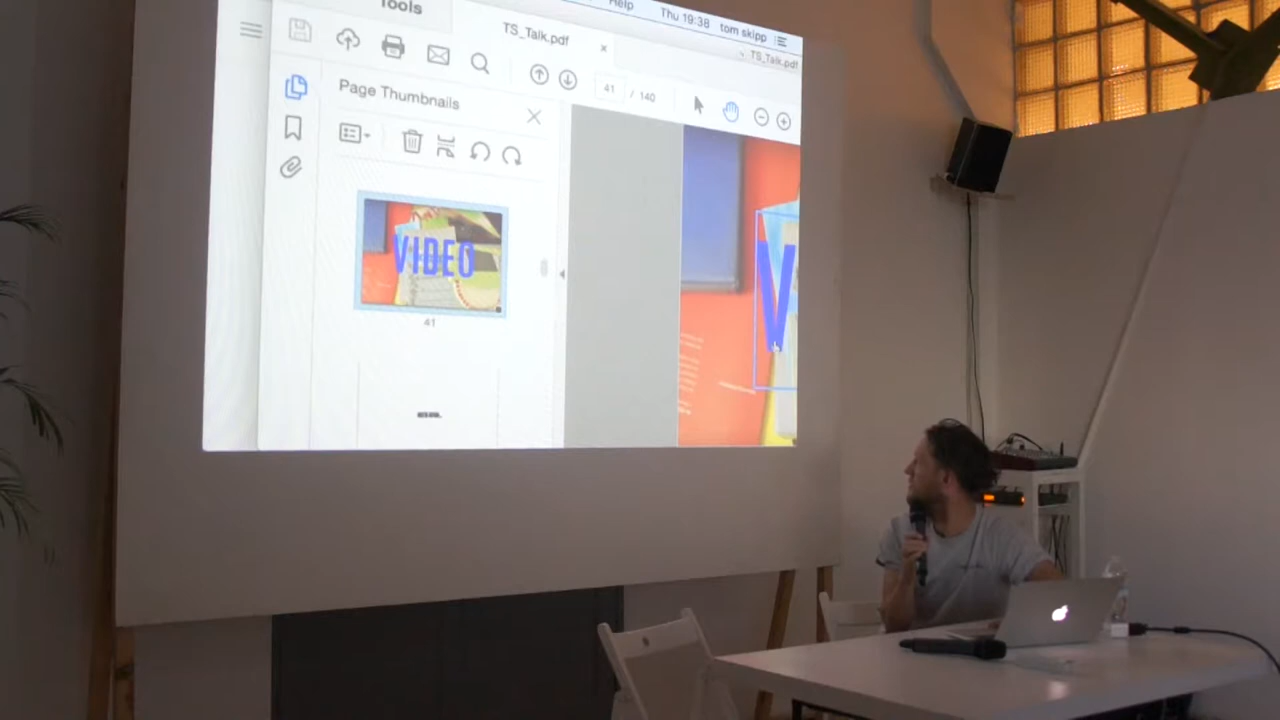 Help Thu 19:38 tom skipp
Tools
TS_Talk.pdf
TS_Talk.pdf
41 / 140
Page Thumbnails
VIDEO
V
41